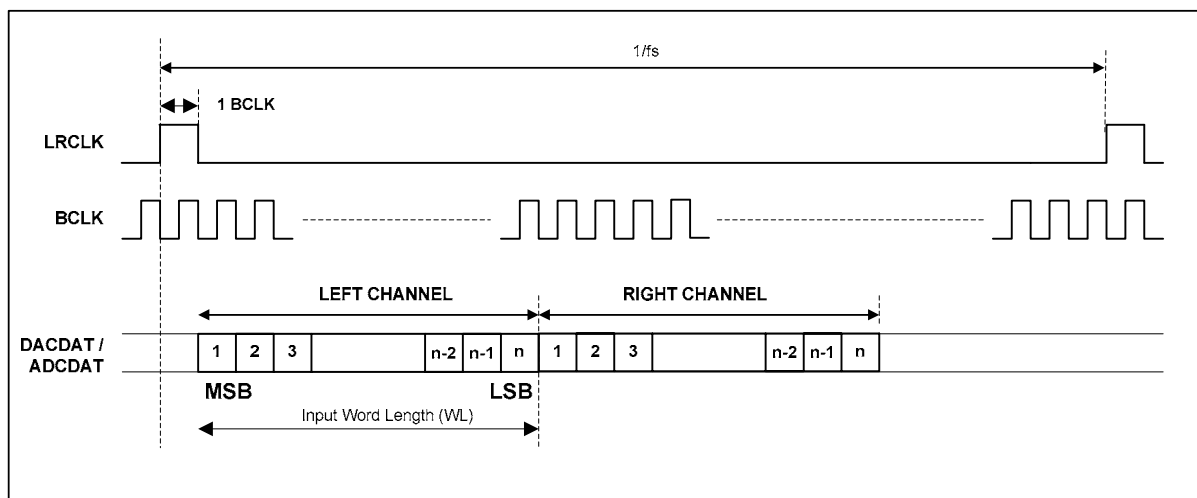 1/fs
1 BCLK
LRCLK
BCLK
LEFT CHANNEL RIGHT CHANNEL
DACDAT /
ADCDAT
1 2 3 n-2 n-1 n 1 2 3 n-2 n-1 n
MSB LSB
Input Word Length (WL)